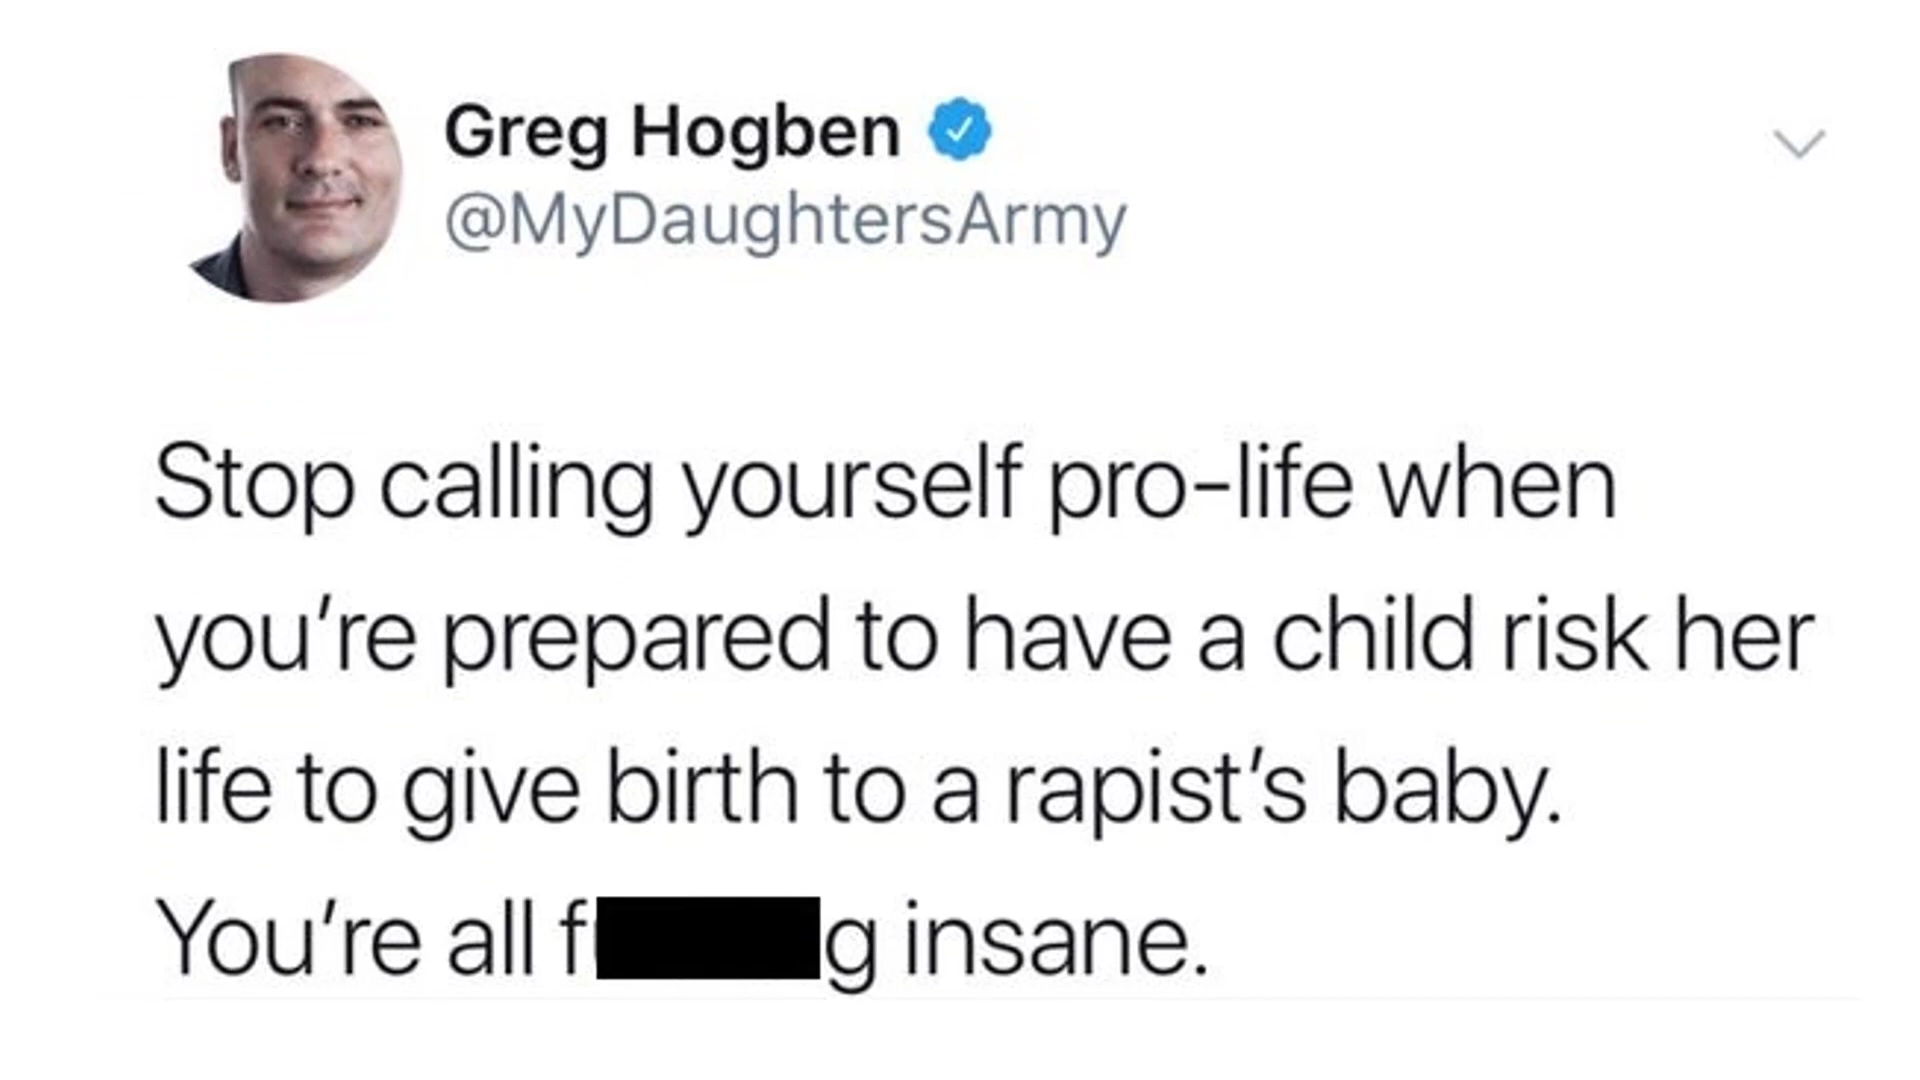 Greg Hogben
@MyDaughtersArmy
Stop calling yourself pro-life when
you're prepared to have a child risk her
life to give birth to a rapist's baby.
You're all f g insane.